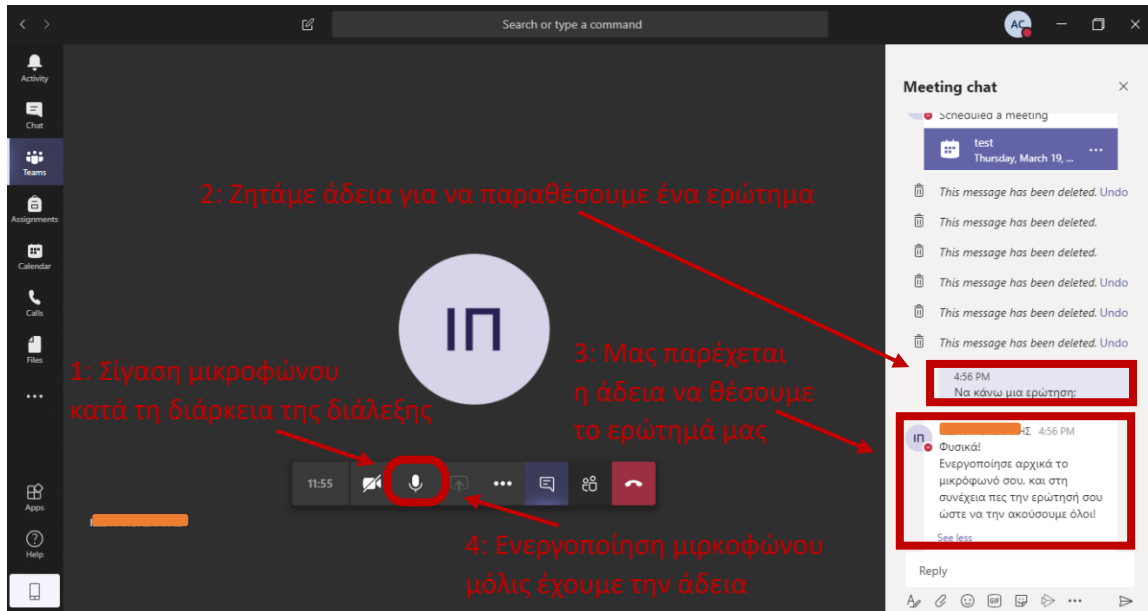 Search or type a command
AC
Activity
Chat
Teams
Assignments
Calendar
Calls
Files
Apps
Help
2: Ζητάμε άδεια για να παραθέσουμε ένα ερώτημα
ΙΠ
1: Σίγαση μικροφώνου
κατά τη διάρκεια της διάλεξης
3: Μας παρέχεται
η άδεια να θέσουμε
το ερώτημά μας
11:55
4: Ενεργοποίηση μιρκοφώνου
μόλις έχουμε την άδεια
Meeting chat
Scheduled a meeting
test
Thursday, March 19, ...
This message has been deleted. Undo
This message has been deleted.
This message has been deleted.
This message has been deleted. Undo
This message has been deleted. Undo
This message has been deleted. Undo
4:56 PM
Να κάνω μια ερώτηση;
ΙΠ
ΗΣ 4:56 PM
Φυσικά!
Ενεργοποίησε αρχικά το
μικρόφωνό σου, και στη
συνέχεια πες την ερώτησή σου
ώστε να την ακούσουμε όλοι!
See less
Reply
GIF